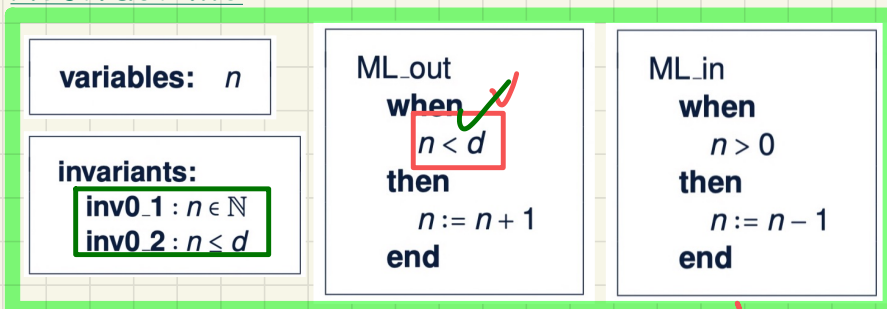 variables: n
invariants:
inv0_1 : n ∈ ℕ
inv0_2 : n ≤ d
ML_out
when
n < d
then
n := n + 1
end
ML_in
when
n > 0
then
n := n − 1
end